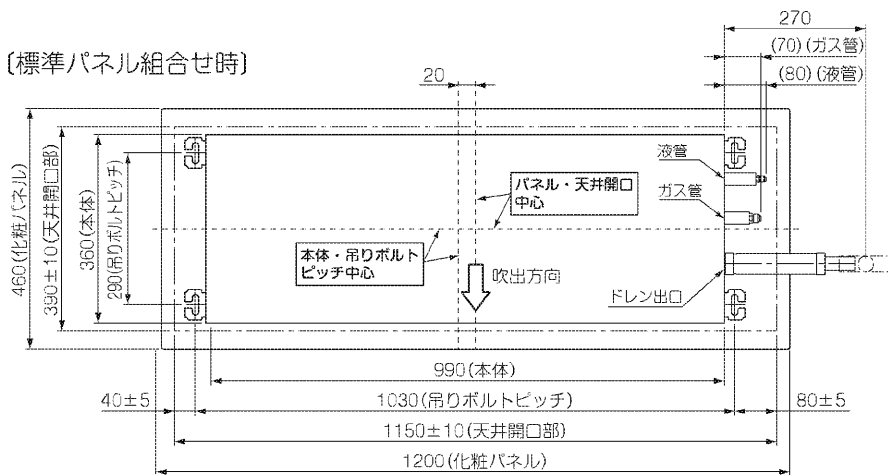 270
(70)(ガス管)
(80)(液管)
〔標準パネル組合せ時〕
20
液管
ガス管
パネル・天井開口
中心
本体・吊りボルト
ピッチ中心
吹出方向
ドレン出口
460(化粧パネル)
390±10(天井開口部)
360(本体)
290(吊りボルトピッチ)
990(本体)
40±5
1030(吊りボルトピッチ)
80±5
1150±10(天井開口部)
1200(化粧パネル)